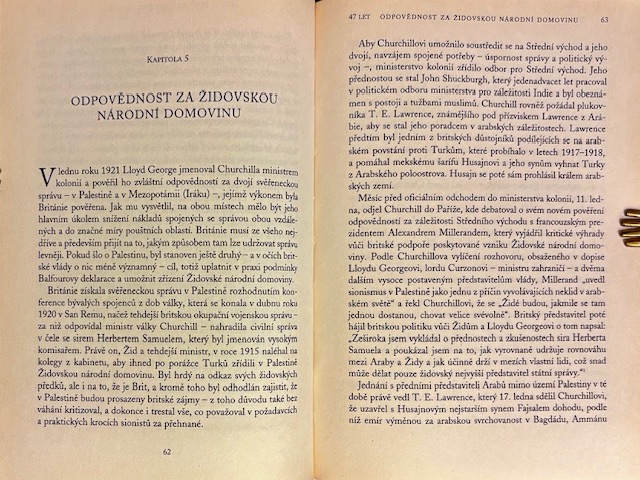 KAPITOLA 5
ODPOVĚDNOST ZA ŽIDOVSKOU
NÁRODNÍ DOMOVINU
V lednu roku 1921 Lloyd George jmenoval Churchilla ministrem
kolonií a pověřil ho zvláštní odpovědností za dvojí svěřeneckou
správu – v Palestině a v Mezopotámii (Iráku) –, jejímž výkonem byla
Británie pověřena. Jak mu vysvětlil, na obou místech mělo být jeho
hlavním úkolem snížení nákladů spojených se správou obou vzdále-
ných a do značné míry pouštních oblastí. Británie musí ze všeho nej-
dříve a především přijít na to, jakým způsobem tam lze udržovat správu
levněji. Pokud šlo o Palestinu, byl stanoven ještě druhý – a v očích brit-
ské vlády o nic méně významný – cíl, totiž uplatnit v praxi podmínky
Balfourovy deklarace a umožnit zřízení Židovské národní domoviny.
Británie získala svěřenectví v Palestině rozhodnutím kon-
ference bývalých spojenců z dob války, která se konala v dubnu roku
1920 v San Remu, načež tehdejší britskou okupační vojenskou správu -
za niž odpovídal ministr války Churchill – nahradila civilní správa
v čele se sirem Herbertem Samuelem, který byl jmenován vysokým
komisařem. Právě on, Žid a tehdejší ministr, v roce 1915 naléhal na
kolegy z kabinetu, aby ihned po porážce Turků zřídili v Palestině
Židovskou národní domovinu. Byl hrdý na odkaz svých židovských
předků, ale i na to, že je Brit, a kromě toho byl odhodlán zajistit, že
v Palestině budou prosazeny britské zájmy – z toho důvodu také bez
váhání kritizoval, a dokonce i trestal vše, co považoval v požadavcích
a praktických krocích sionistů za přehnané.
62
47 LET ODPOVĚDNOST ZA ŽIDOVSKOU NÁRODNÍ DOMOVINU 63
Aby Churchillovi umožnilo soustředit se na Střední východ a jeho
dvojí, navzájem spojené potřeby – úspornost správy a politický vý-
voj –, ministerstvo kolonií zřídilo odbor pro Střední východ. Jeho
předností se stal John Shuckburgh, který jedenadvacet let pracoval
v politickém odboru ministerstva pro záležitosti Indie a byl obezná-
men s postoji a tužbami muslimů. Churchill rovněž požádal plukov-
níka T. E. Lawrence, známějšího pod přízviskem Lawrence z Ará-
bie, aby se stal jeho poradcem v arabských záležitostech. Lawrence
předtím byl jedním z britských důstojníků podílejících se na arab-
ském povstání proti Turkům, které probíhalo v letech 1917–1918,
a pomáhal mekskému šarífu Husajnovi a jeho synům vyhnat Turky
z Arabského poloostrova. Husajn se poté sám prohlásil králem arab-
ských zemí.
Měsíc před oficiálním odchodem do ministerstva kolonií, 11. led-
na, odjel Churchill do Paříže, kde debatoval o svém novém pověření
odpovědností za záležitosti Středního východu s francouzským pre-
zidentem Alexandrem Millerandem, který vyjádřil kritické výhrady
vůči britské podpoře poskytované vzniku Židovské národní domo-
viny. Podle Churchillova vylíčení rozhovoru, obsaženého v dopise
Lloydu Georgeovi, lordu Curzonovi – ministru zahraničí – a dvěma
dalším vysoce postaveným představitelům vlády, Millerand „uvedl
sionismus v Palestině jako jednu z příčin vyvolávajících neklid v arab-
ském světě“ a řekl Churchillovi, že se „Židé budou, jakmile se tam
jednou dostanou, chovat velice svévolně“. Britský představitel poté
hájil britskou politiku vůči Židům a Lloydu Georgeovi o tom napsal:
„Zeširoka jsem vykládal o přednostech a zkušenostech sira Herberta
Samuela a poukázal jsem na to, jak vyrovnaně udržuje rovnováhu
mezi Araby a Židy a jak účinně drží v mezích vlastní lidi, což snad
může dělat pouze židovský nejvyšší představitel státní správy.“¹
Jednání s předními představiteli Arabů mimo území Palestiny v té
době právě vedl T. E. Lawrence, který 17. ledna sdělil Churchillovi,
že uzavřel s Husajnovým nejstarším synem Fajsalem dohodu, podle
níž emír výměnou za arabskou svrchovanost v Bagdádu, Ammánu